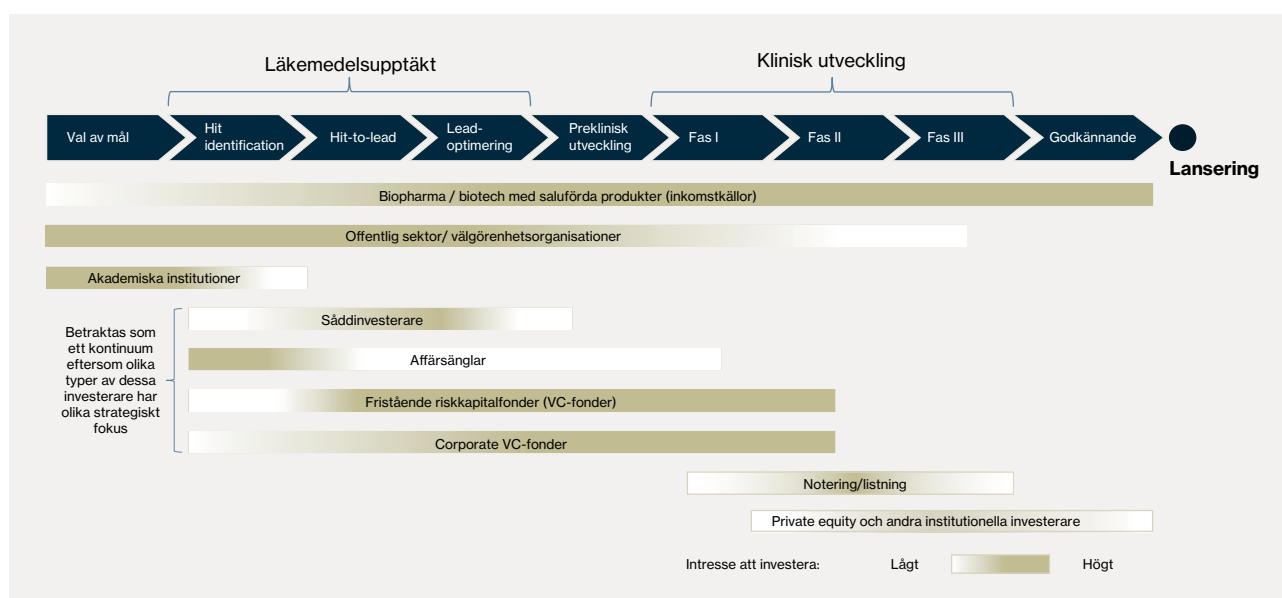 Läkemedelsupptäkt
Klinisk utveckling
Val av mål
Hit
identification
Hit-to-lead
Lead-
optimering
Preklinisk
utveckling
Fas I
Fas II
Fas III
Godkännande
Lansering
Biopharma / biotech med saluförda produkter (inkomstkällor)
Offentlig sektor/ välgörenhetsorganisationer
Akademiska institutioner
Betraktas som
ett kontinuum
eftersom olika
typer av dessa
investerare har
olika strategiskt
fokus
Såddinvesterare
Affärsänglar
Fristående riskkapitalfonder (VC-fonder)
Corporate VC-fonder
Notering/listning
Private equity och andra institutionella investerare
Intresse att investera: Lågt Högt